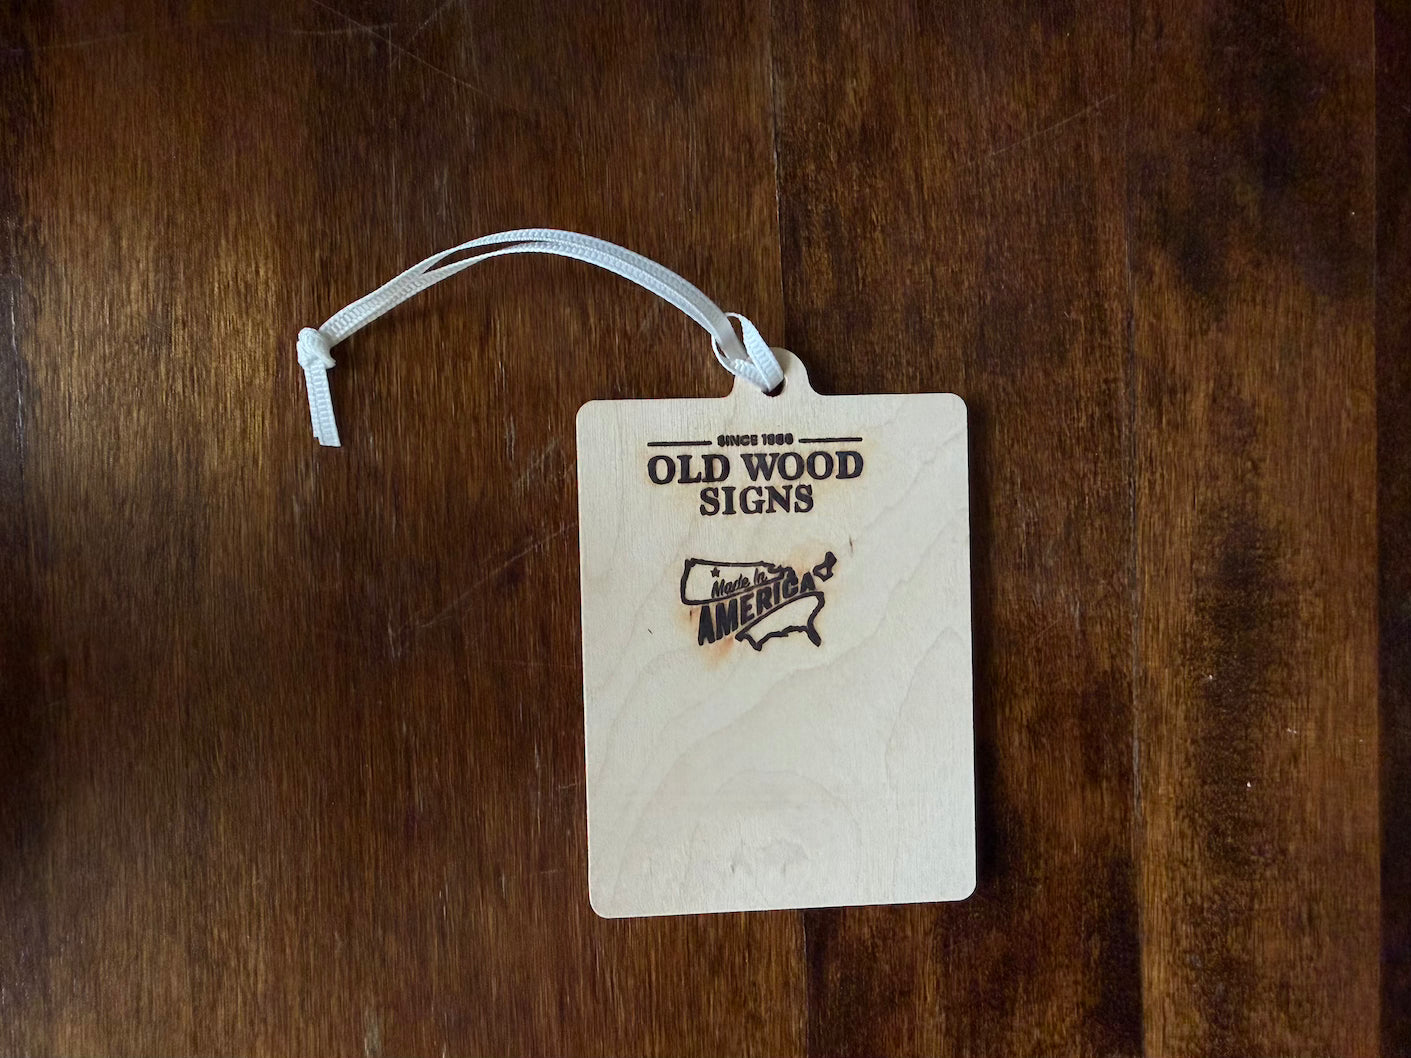 SINCE
OLD WOOD
SIGNS
Made In
AMERICA